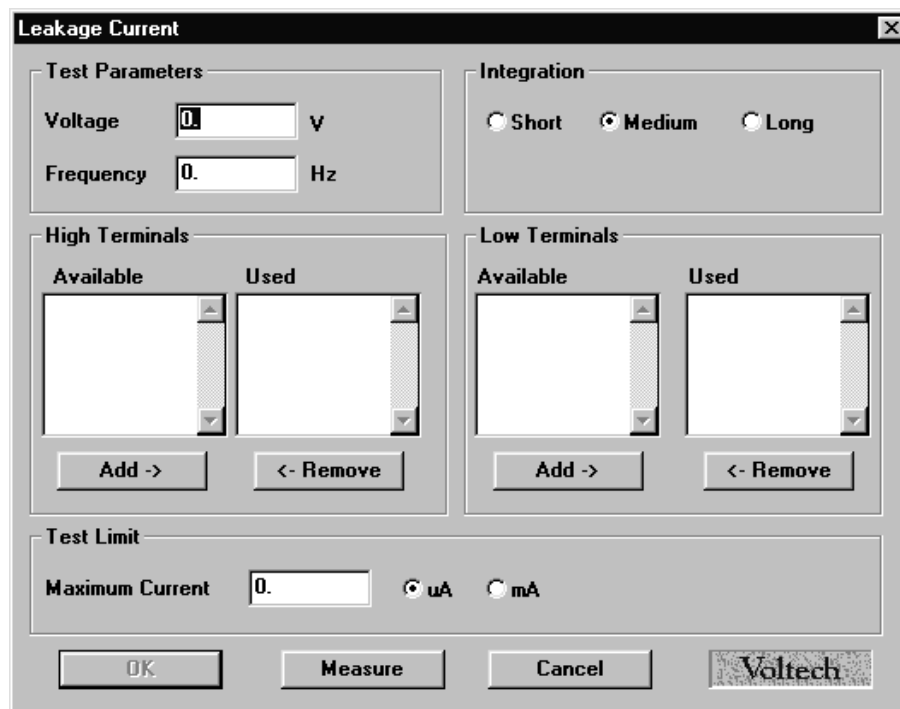 Leakage Current
Test Parameters
Voltage 0. V
Frequency 0. Hz
Integration
Short Medium Long
High Terminals
Available Used
Add -> <- Remove
Low Terminals
Available Used
Add -> <- Remove
Test Limit
Maximum Current 0. uA mA
OK Measure Cancel Voltech